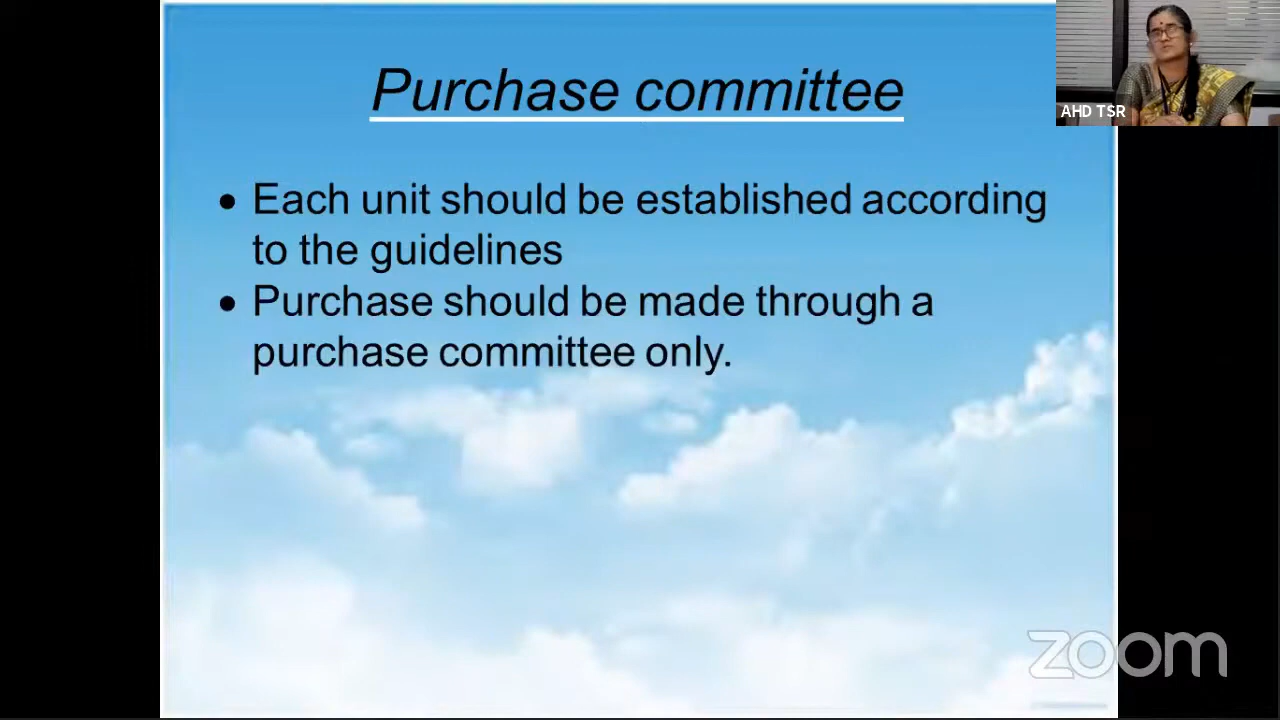 Purchase committee
AHD TSR
• Each unit should be established according
to the guidelines
• Purchase should be made through a
purchase committee only.
zoom